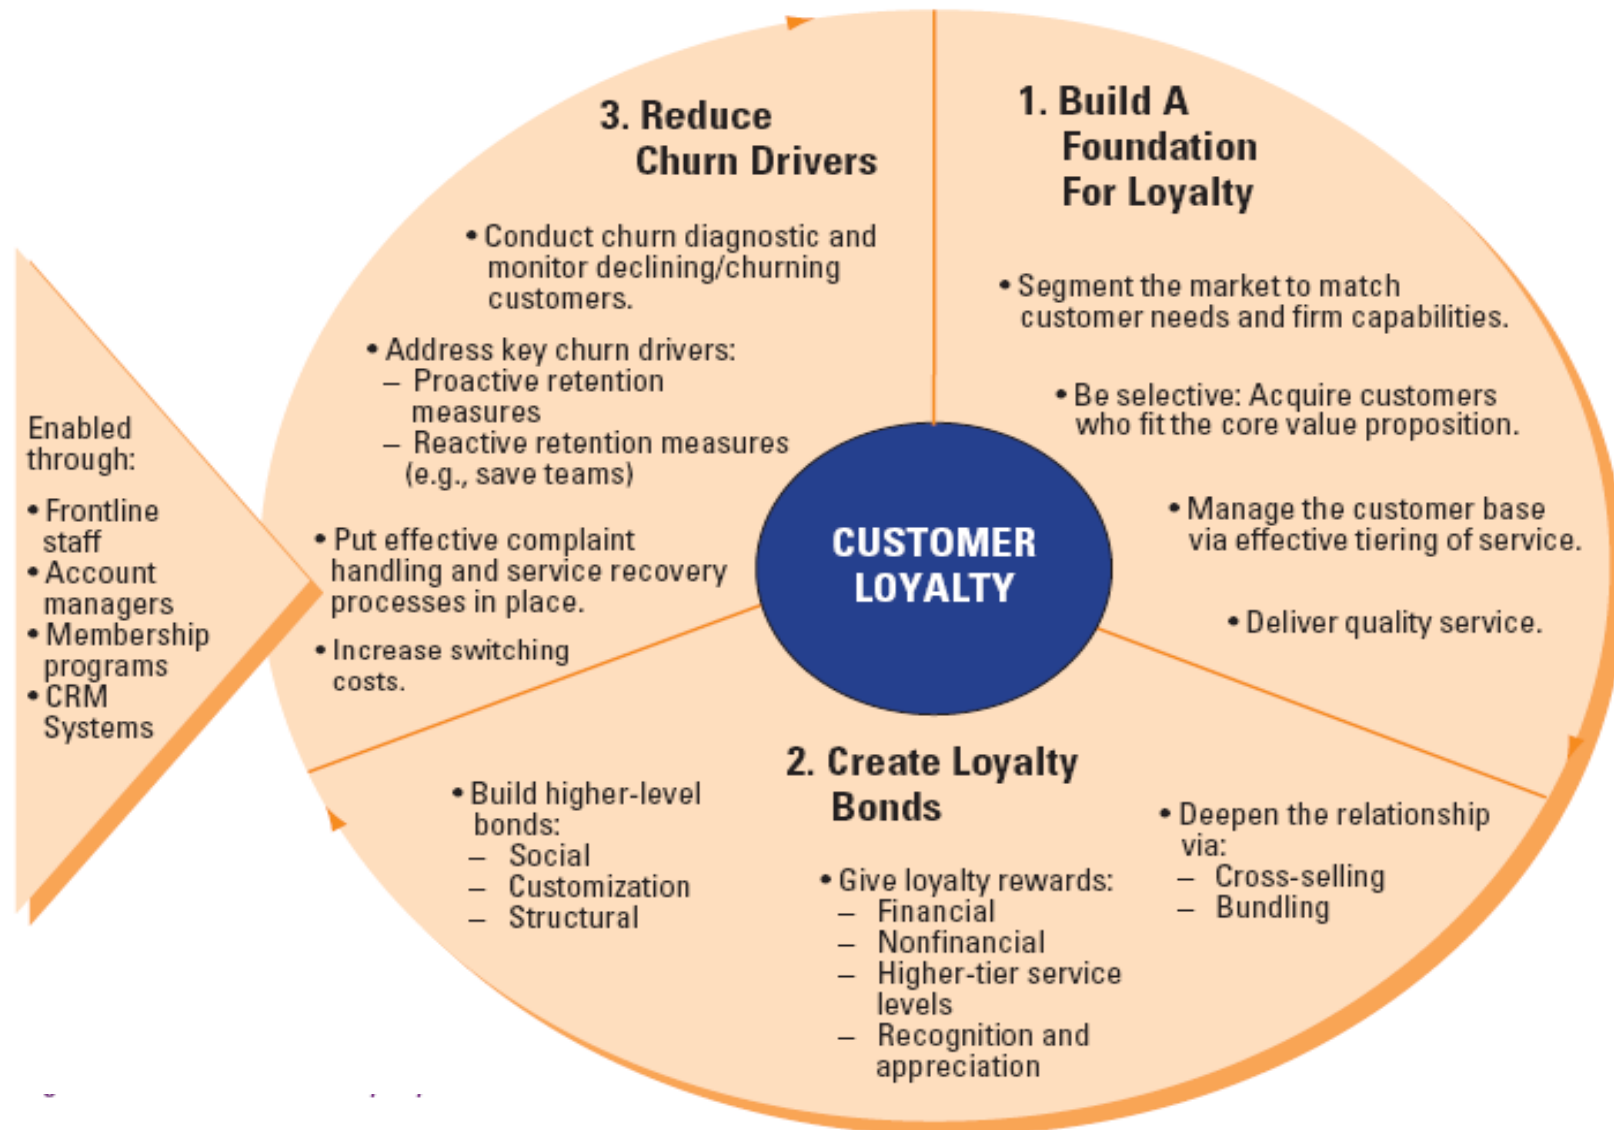 3. Reduce
Churn Drivers
• Conduct churn diagnostic and
monitor declining/churning
customers.
• Address key churn drivers:
– Proactive retention
measures
– Reactive retention measures
(e.g., save teams)
• Put effective complaint
handling and service recovery
processes in place.
• Increase switching
costs.
1. Build A
Foundation
For Loyalty
• Segment the market to match
customer needs and firm capabilities.
• Be selective: Acquire customers
who fit the core value proposition.
• Manage the customer base
via effective tiering of service.
• Deliver quality service.
Enabled
through:
• Frontline
staff
• Account
managers
• Membership
programs
• CRM
Systems
CUSTOMER
LOYALTY
2. Create Loyalty
Bonds
• Build higher-level
bonds:
– Social
– Customization
– Structural
• Give loyalty rewards:
– Financial
– Nonfinancial
– Higher-tier service
levels
– Recognition and
appreciation
• Deepen the relationship
via:
– Cross-selling
– Bundling